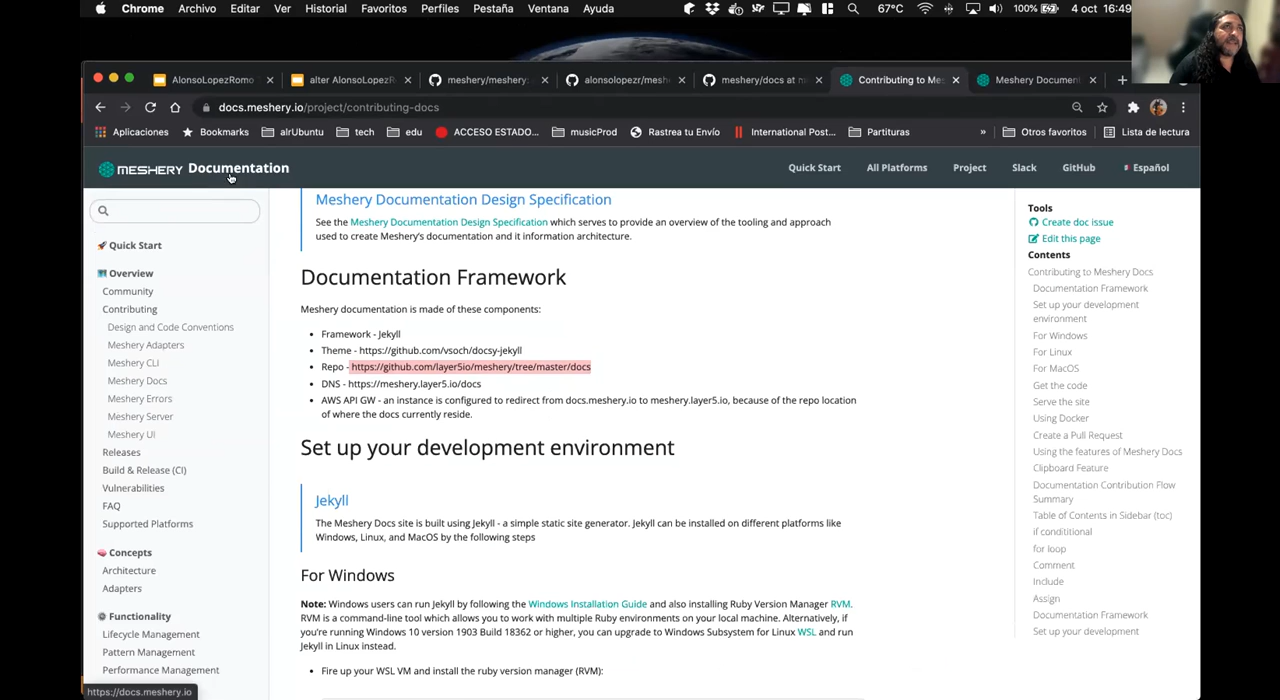 Chrome Archivo Editar Ver Historial Favoritos Perfiles Pestaña Ventana Ayuda 67°C 100% 4 oct 16:49
AlonsoLopezRomo
alter AlonsoLopezR
meshery/meshery:
alonsolopezr/mesh
meshery/docs at m
Contributing to Mes
Meshery Document
docs.meshery.io/project/contributing-docs
Aplicaciones Bookmarks alrUbuntu tech edu ACCESO ESTADO... musicProd Rastrea tu Envío International Post... Partituras » Otros favoritos Lista de lectura
MESHERY Documentation
Quick Start All Platforms Project Slack GitHub Español
Quick Start
Overview
Community
Contributing
Design and Code Conventions
Meshery Adapters
Meshery CLI
Meshery Docs
Meshery Errors
Meshery Server
Meshery UI
Releases
Build & Release (CI)
Vulnerabilities
FAQ
Supported Platforms
Concepts
Architecture
Adapters
Functionality
Lifecycle Management
Pattern Management
Performance Management
https://docs.meshery.io
Meshery Documentation Design Specification
See the Meshery Documentation Design Specification which serves to provide an overview of the tooling and approach
used to create Meshery's documentation and it information architecture.
Documentation Framework
Meshery documentation is made of these components:
• Framework - Jekyll
• Theme - https://github.com/vsoch/docsy-jekyll
• Repo - https://github.com/layer5io/meshery/tree/master/docs
• DNS - https://meshery.layer5.io/docs
• AWS API GW - an instance is configured to redirect from docs.meshery.io to meshery.layer5.io, because of the repo location
of where the docs currently reside.
Set up your development environment
Jekyll
The Meshery Docs site is built using Jekyll - a simple static site generator. Jekyll can be installed on different platforms like
Windows, Linux, and MacOS by the following steps
For Windows
Note: Windows users can run Jekyll by following the Windows Installation Guide and also installing Ruby Version Manager RVM.
RVM is a command-line tool which allows you to work with multiple Ruby environments on your local machine. Alternatively, if
you're running Windows 10 version 1903 Build 18362 or higher, you can upgrade to Windows Subsystem for Linux WSL and run
Jekyll in Linux instead.
• Fire up your WSL VM and install the ruby version manager (RVM):
Tools
Create doc issue
Edit this page
Contents
Contributing to Meshery Docs
Documentation Framework
Set up your development
environment
For Windows
For Linux
For MacOS
Get the code
Serve the site
Using Docker
Create a Pull Request
Using the features of Meshery Docs
Clipboard Feature
Documentation Contribution Flow
Summary
Table of Contents in Sidebar (toc)
if condititional
for loop
Comment
Include
Assign
Documentation Framework
Set up your development